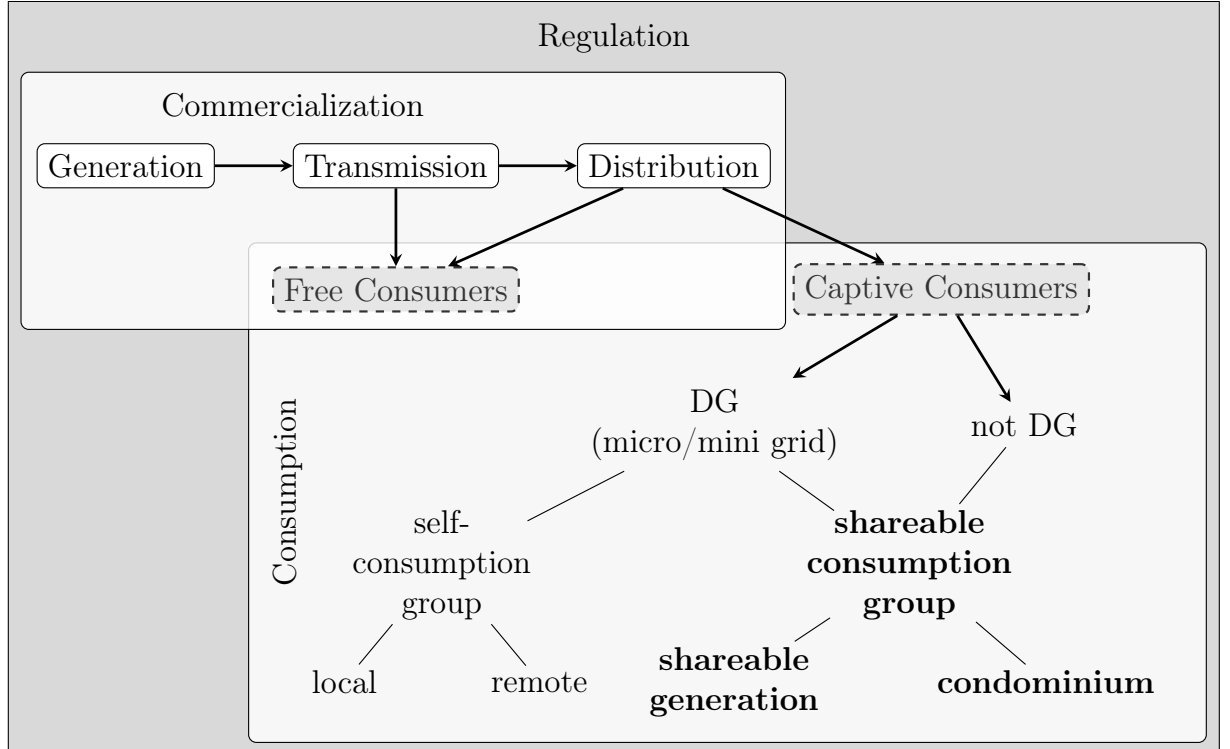 Regulation
Commercialization
Generation
Transmission
Distribution
Free Consumers
Captive Consumers
Consumption
DG
(micro/mini grid)
not DG
self-
consumption
group
shareable
consumption
group
local
remote
shareable
generation
condominium